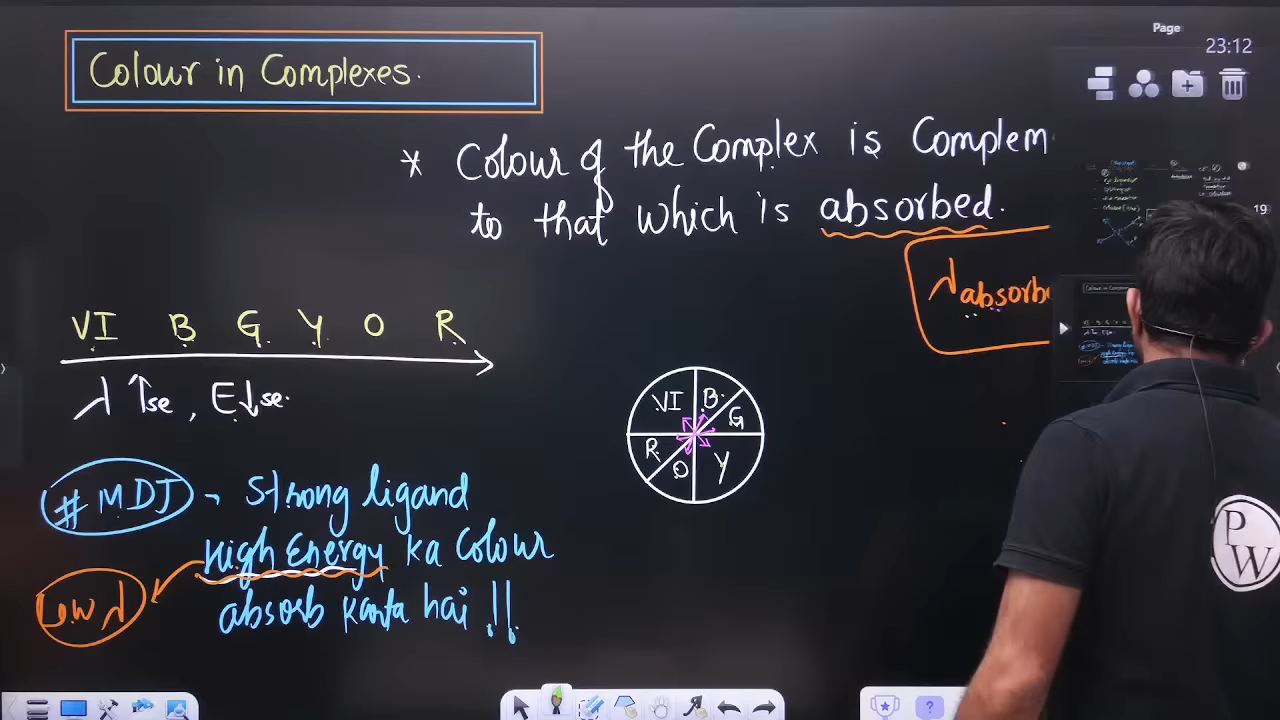 Page
23:12
Colour in Complexes.
* Colour of the Complex is Complem
to that which is absorbed.
19
λabsorbe
VI B G Y O R
λ ↑se, E↓se.
VI B G Y O R
#MDJ → Strong ligand
High Energy ka Colour
absorb karta hai !!
Low λ
PW
?